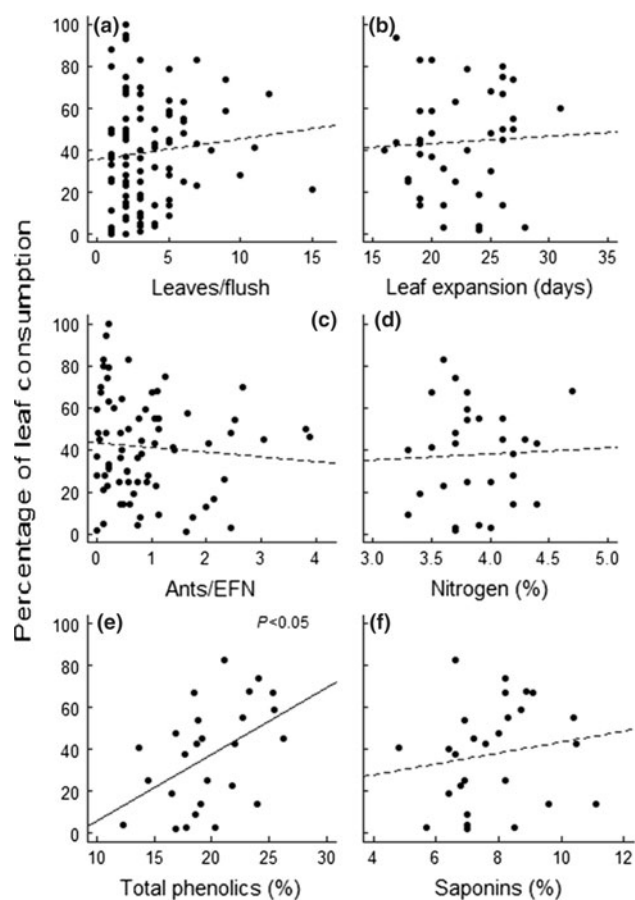 Percentage of leaf consumption
(a)
100
80
60
40
20
0
0 5 10 15
Leaves/flush
(b)
15 20 25 30 35
Leaf expansion (days)
(c)
100
80
60
40
20
0
0 1 2 3 4
Ants/EFN
(d)
3.0 3.5 4.0 4.5 5.0
Nitrogen (%)
(e)
P<0.05
100
80
60
40
20
0
10 15 20 25 30
Total phenolics (%)
(f)
4 6 8 10 12
Saponins (%)